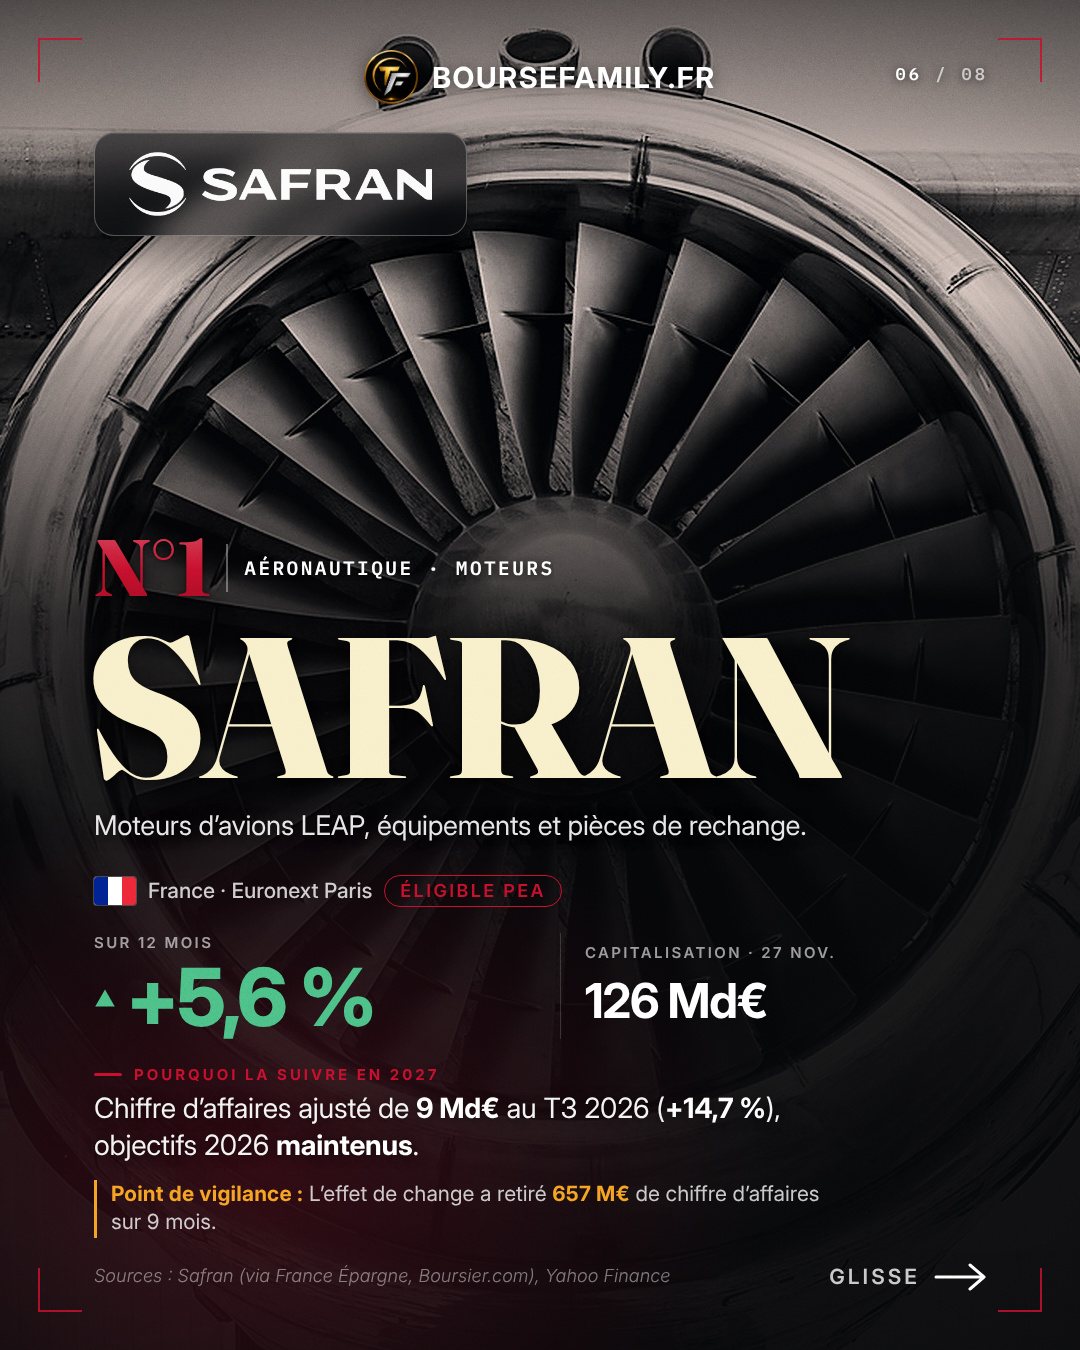 BOURSEFAMILY.FR
06 / 08
SAFRAN
N°1
AÉRONAUTIQUE · MOTEURS
SAFRAN
Moteurs d’avions LEAP, équipements et pièces de rechange.
France · Euronext Paris
ÉLIGIBLE PEA
SUR 12 MOIS
+5,6 %
CAPITALISATION · 27 NOV.
126 Md€
POURQUOI LA SUIVRE EN 2027
Chiffre d’affaires ajusté de 9 Md€ au T3 2026 (+14,7 %),
objectifs 2026 maintenus.
Point de vigilance : L’effet de change a retiré 657 M€ de chiffre d’affaires
sur 9 mois.
Sources : Safran (via France Épargne, Boursier.com), Yahoo Finance
GLISSE